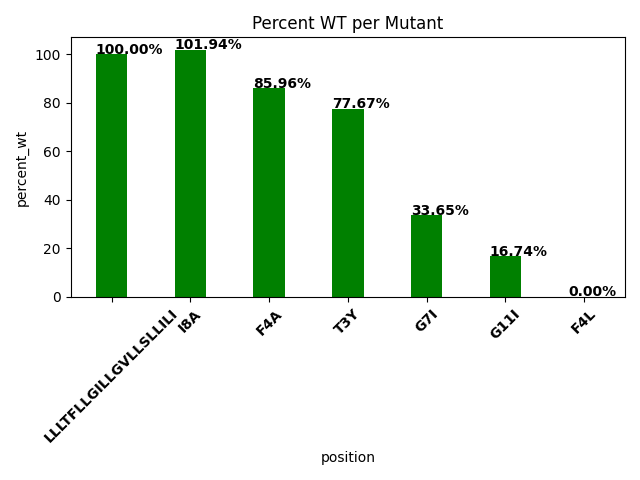 Percent WT per Mutant
percent_wt
100
80
60
40
20
0
100.00%
101.94%
85.96%
77.67%
33.65%
16.74%
0.00%
LLLTFLLGILLGVLLSLLILI
I8A
F4A
T3Y
G7I
G11I
F4L
position